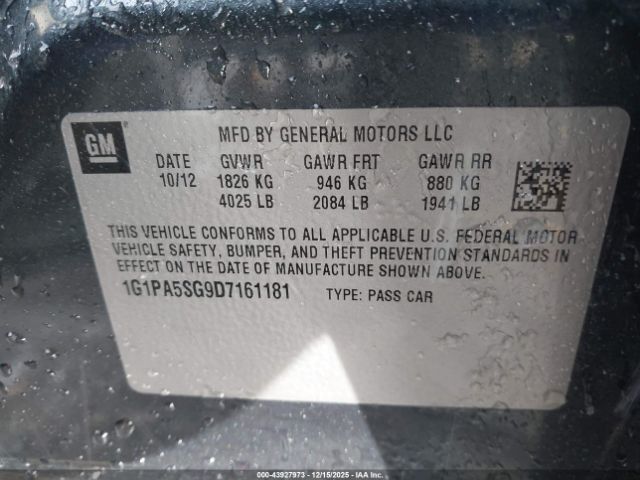 GM
MFD BY GENERAL MOTORS LLC
DATE GVWR GAWR FRT GAWR RR
10/12 1826 KG 946 KG 880 KG
4025 LB 2084 LB 1941 LB
THIS VEHICLE CONFORMS TO ALL APPLICABLE U.S. FEDERAL MOTOR
VEHICLE SAFETY, BUMPER, AND THEFT PREVENTION STANDARDS IN
EFFECT ON THE DATE OF MANUFACTURE SHOWN ABOVE.
1G1PA5SG9D7161181 TYPE: PASS CAR
000-43927973 - 12/15/2025 - IAA Inc.